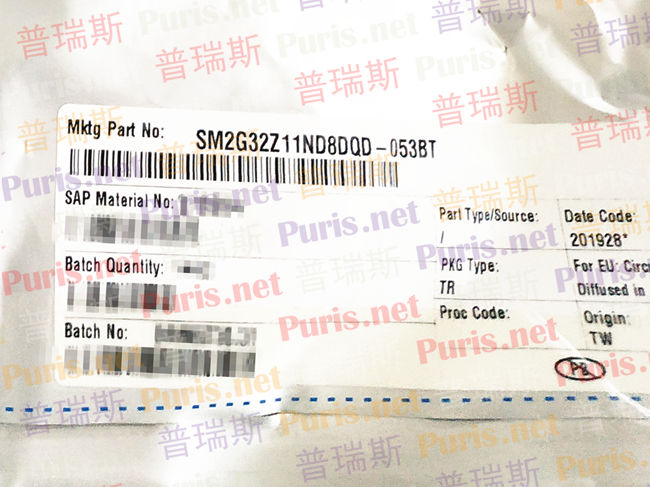 Mktg Part No: SM2G32Z11ND8DQD-053BT
SAP Material No:
Part Type/Source:
/
Date Code:
201928*
Batch Quantity:
PKG Type:
TR
For EU: Circ
Diffused in
Batch No:
Proc Code:
Origin:
TW
Pb
普瑞斯
Puris.net